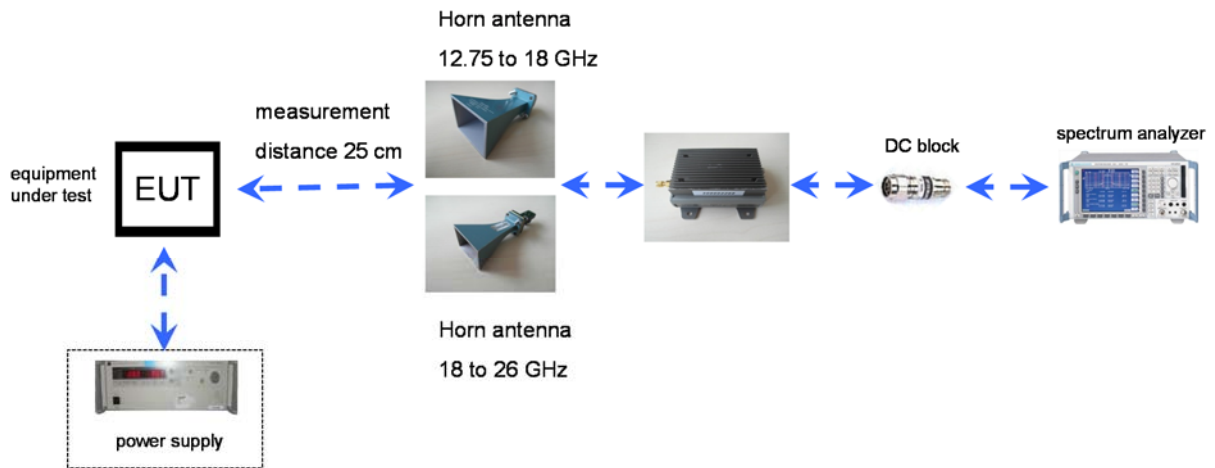 Horn antenna
12.75 to 18 GHz
measurement
distance 25 cm
equipment
under test
EUT
DC block
spectrum analyzer
Horn antenna
18 to 26 GHz
power supply